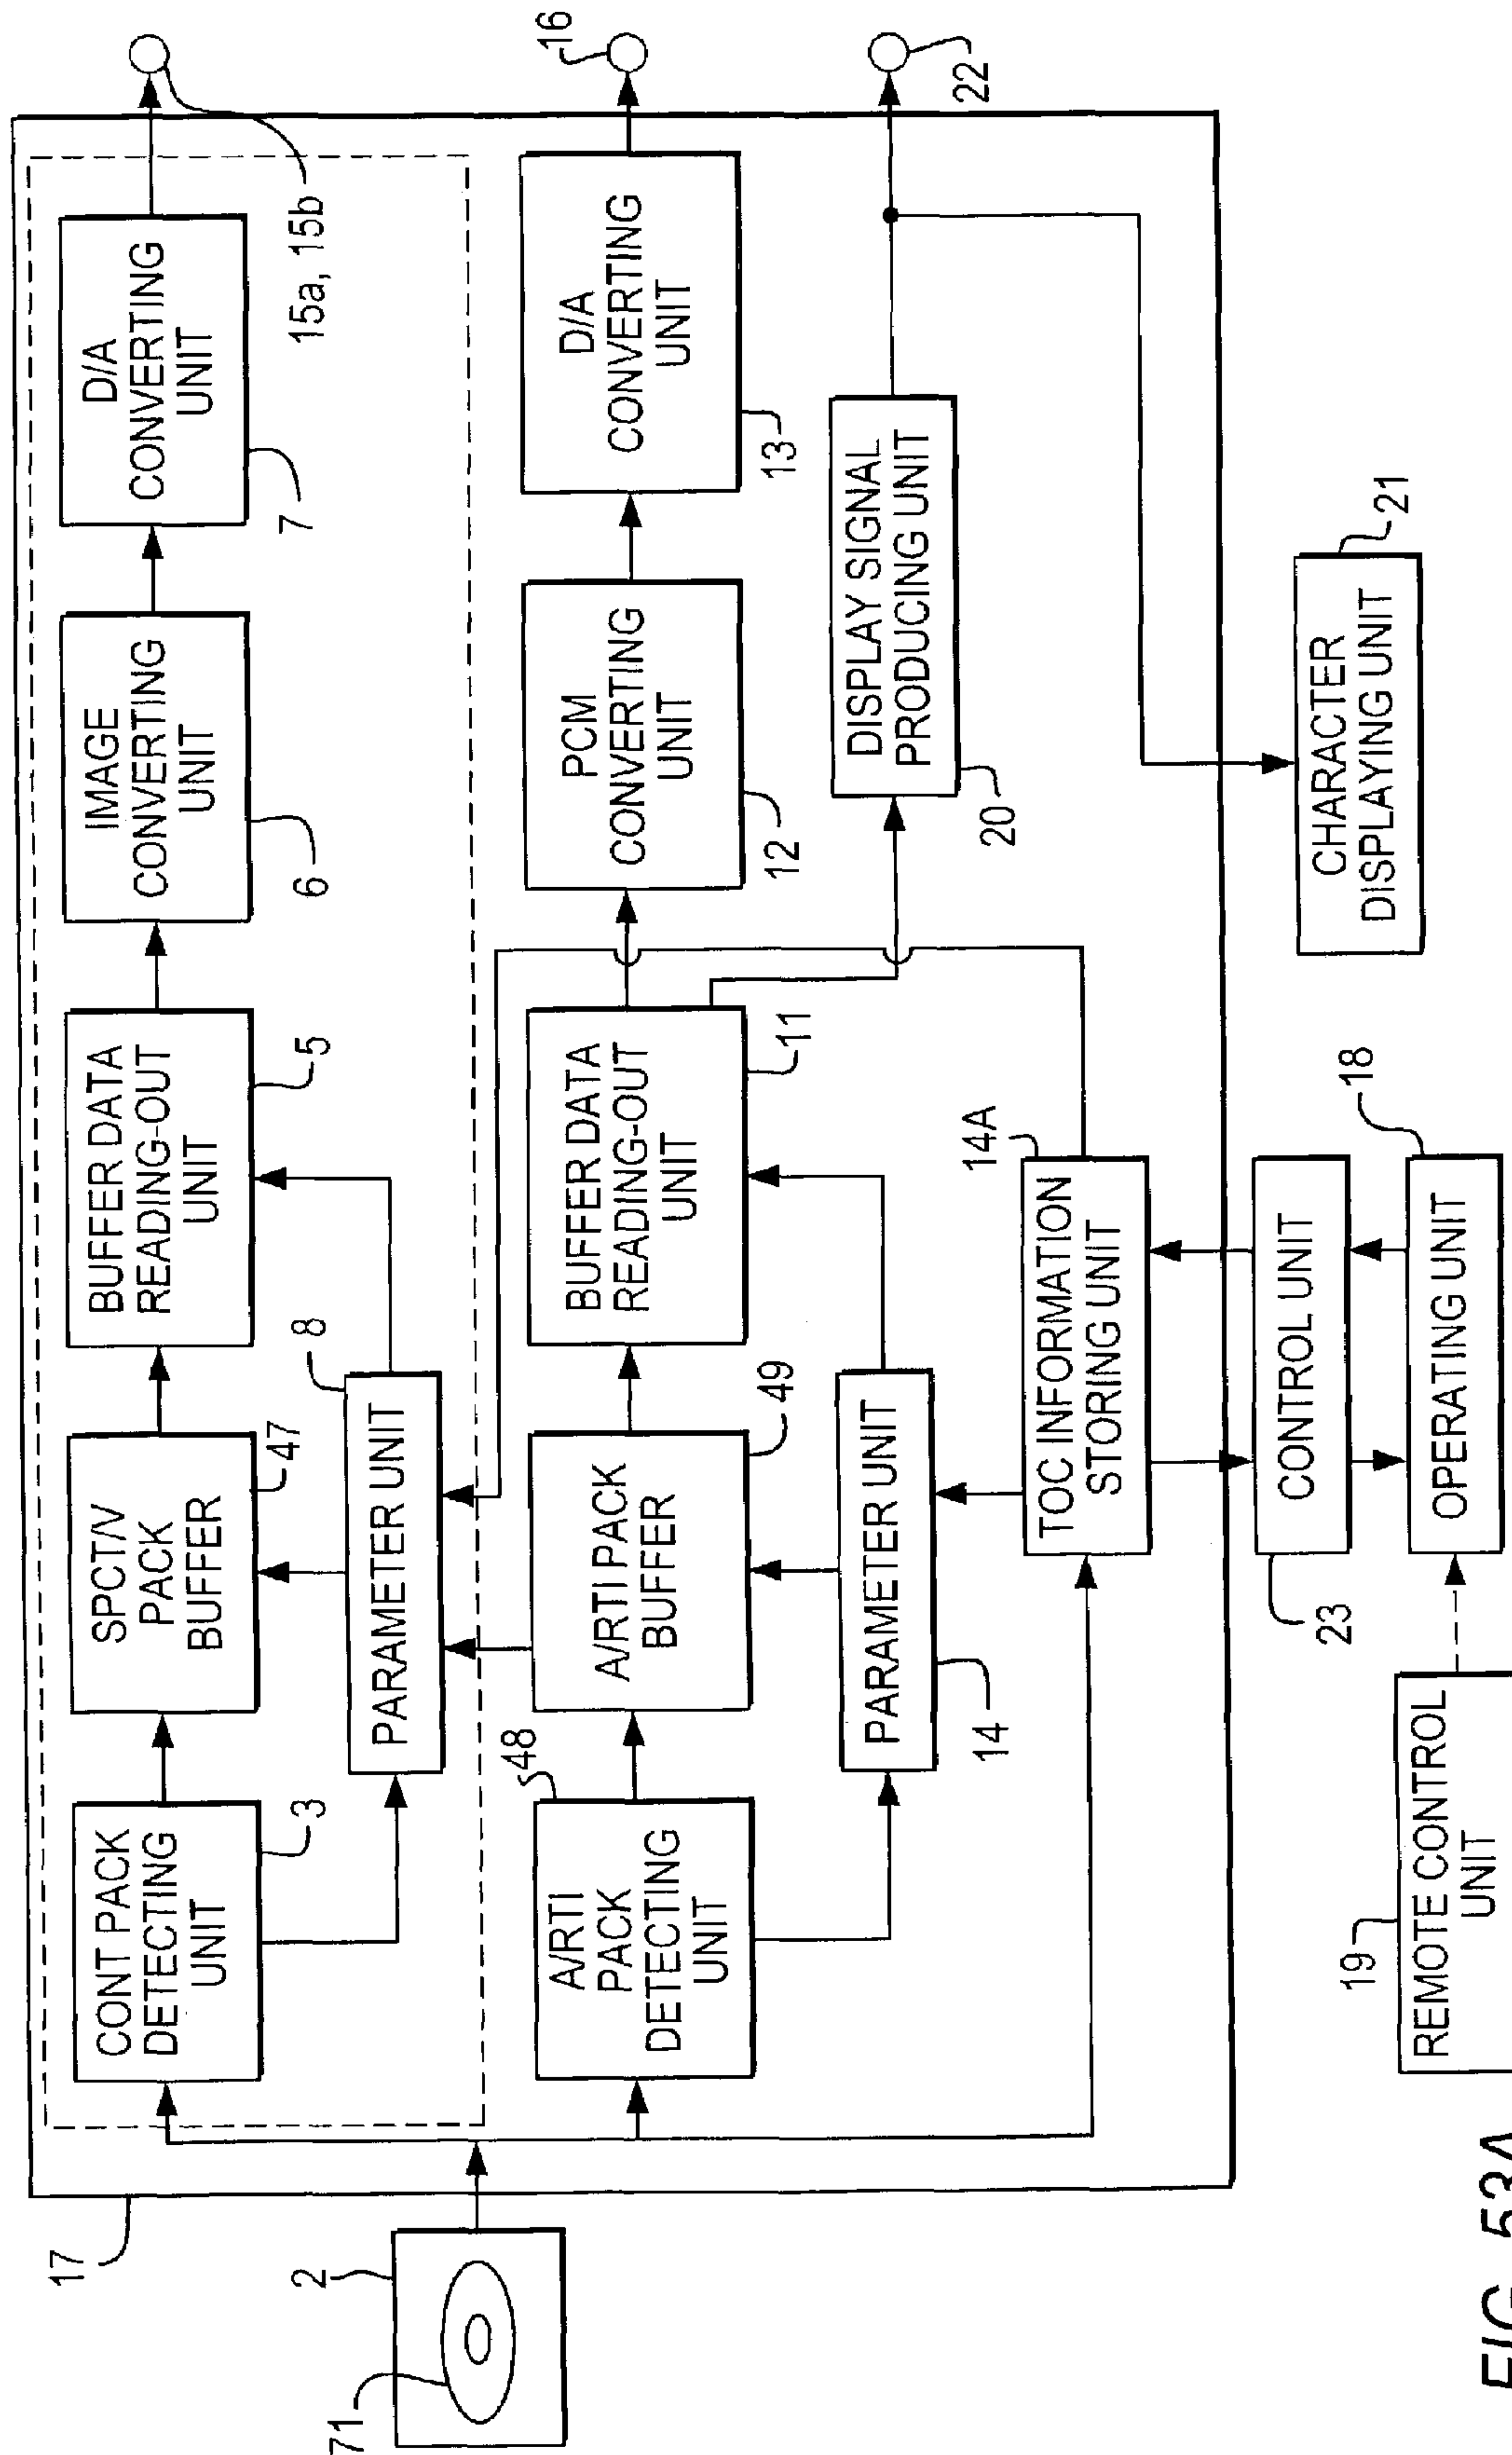 17
2
71
CONT PACK
DETECTING
UNIT
3
SPCT/V
PACK
BUFFER
47
BUFFER DATA
READING-OUT
UNIT
5
IMAGE
CONVERTING
UNIT
6
D/A
CONVERTING
UNIT
7
15a, 15b
PARAMETER UNIT
8
A/RTI
PACK
DETECTING
UNIT
48
A/RTI PACK
BUFFER
49
BUFFER DATA
READING-OUT
UNIT
11
PCM
CONVERTING
UNIT
12
D/A
CONVERTING
UNIT
13
16
PARAMETER UNIT
14
DISPLAY SIGNAL
PRODUCING UNIT
20
22
TOC INFORMATION
STORING UNIT
14A
CONTROL UNIT
23
CHARACTER
DISPLAYING UNIT
21
OPERATING UNIT
18
19
REMOTE CONTROL
UNIT
FIG. 53A